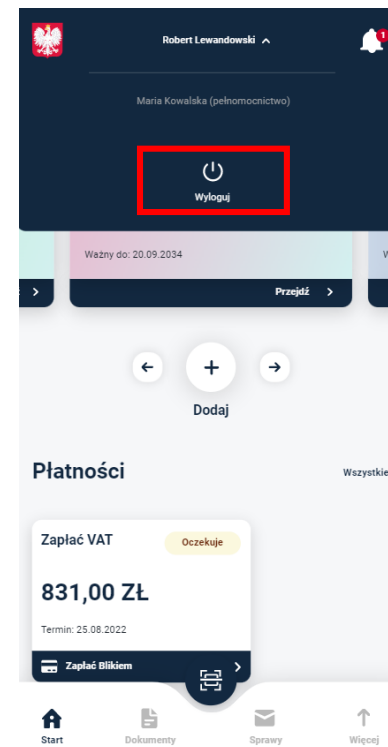 Robert Lewandowski
1
Maria Kowalska (pełnomocnictwo)
Wyloguj
Ważny do: 20.09.2034
Przejdź
Dodaj
Płatności
Wszystkie
Zapłać VAT
Oczekuje
831,00 ZŁ
Termin: 25.08.2022
Zapłać Blikiem
Start
Dokumenty
Sprawy
Więcej